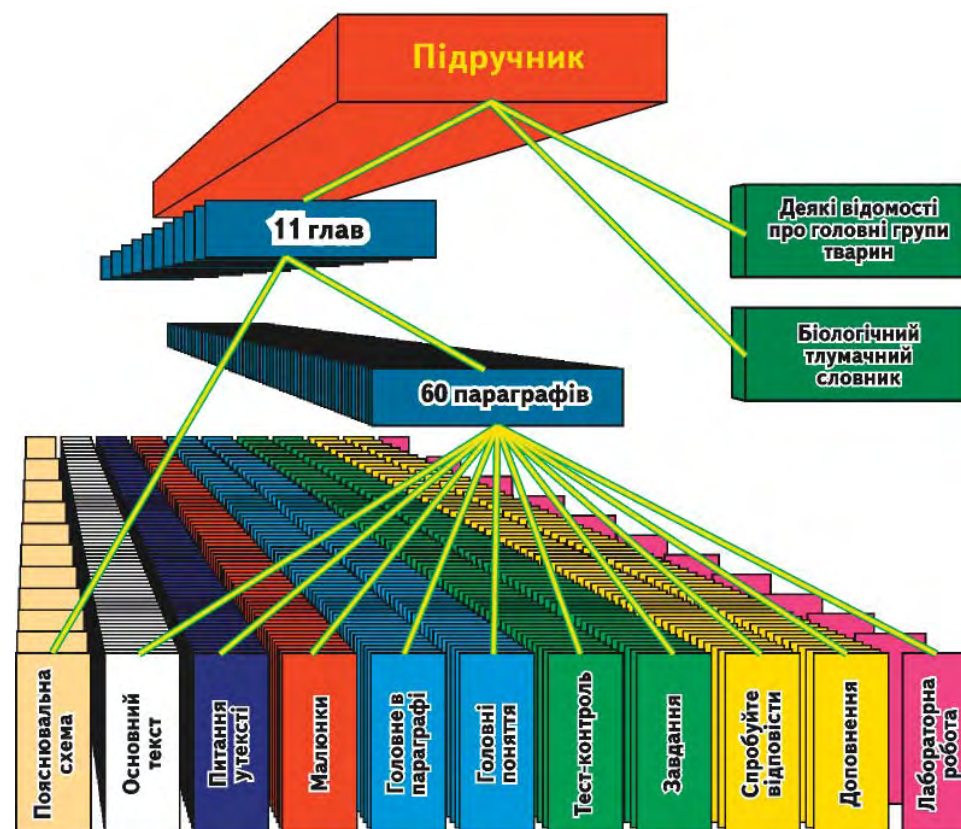 Підручник
11 глав
Деякі відомості
про головні групи
тварин
Біологічний
тлумачний
словник
60 параграфів
Пояснювальна
схема
Основний
текст
Питання
у тексті
Малюнки
Головне в
параграфі
Головні
поняття
Тест-контроль
Завдання
Спробуйте
відповісти
Доповнення
Лабораторна
робота